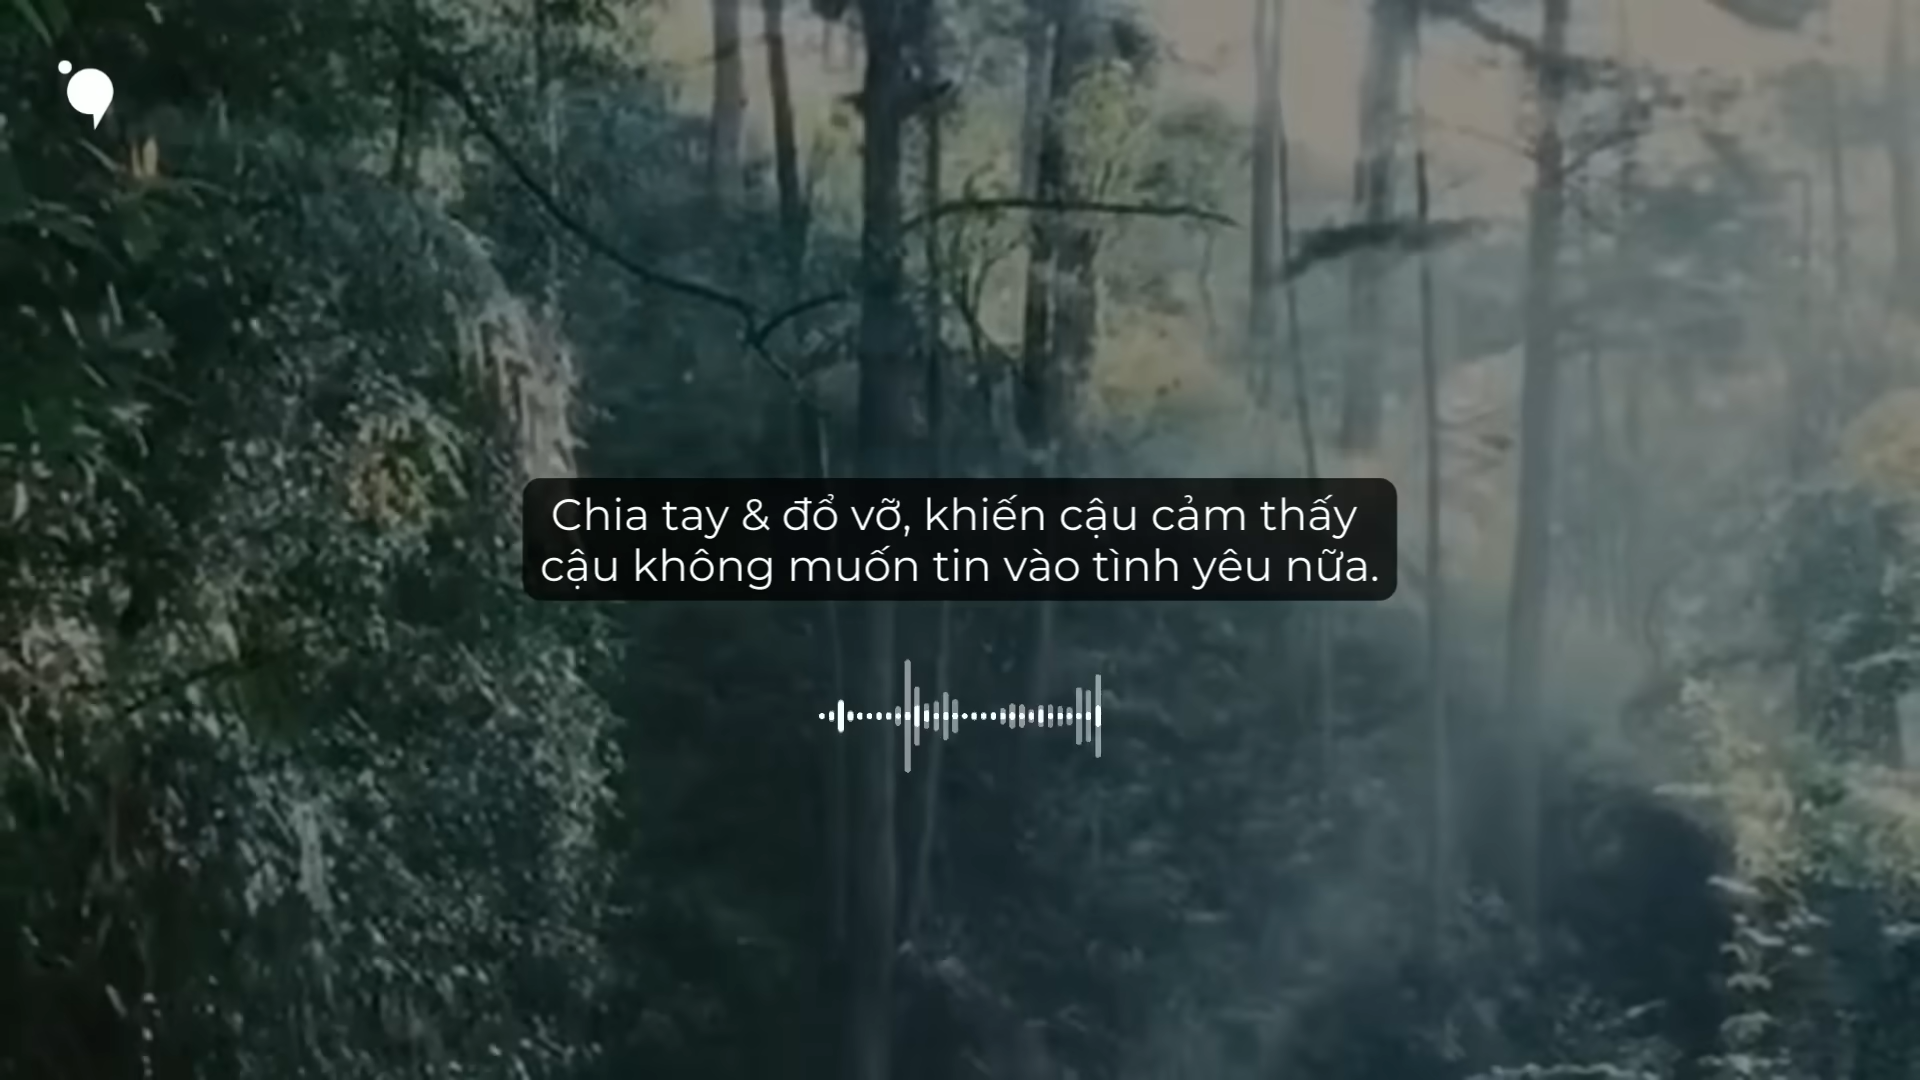 Chia tay & đổ vỡ, khiến cậu cảm thấy
cậu không muốn tin vào tình yêu nữa.